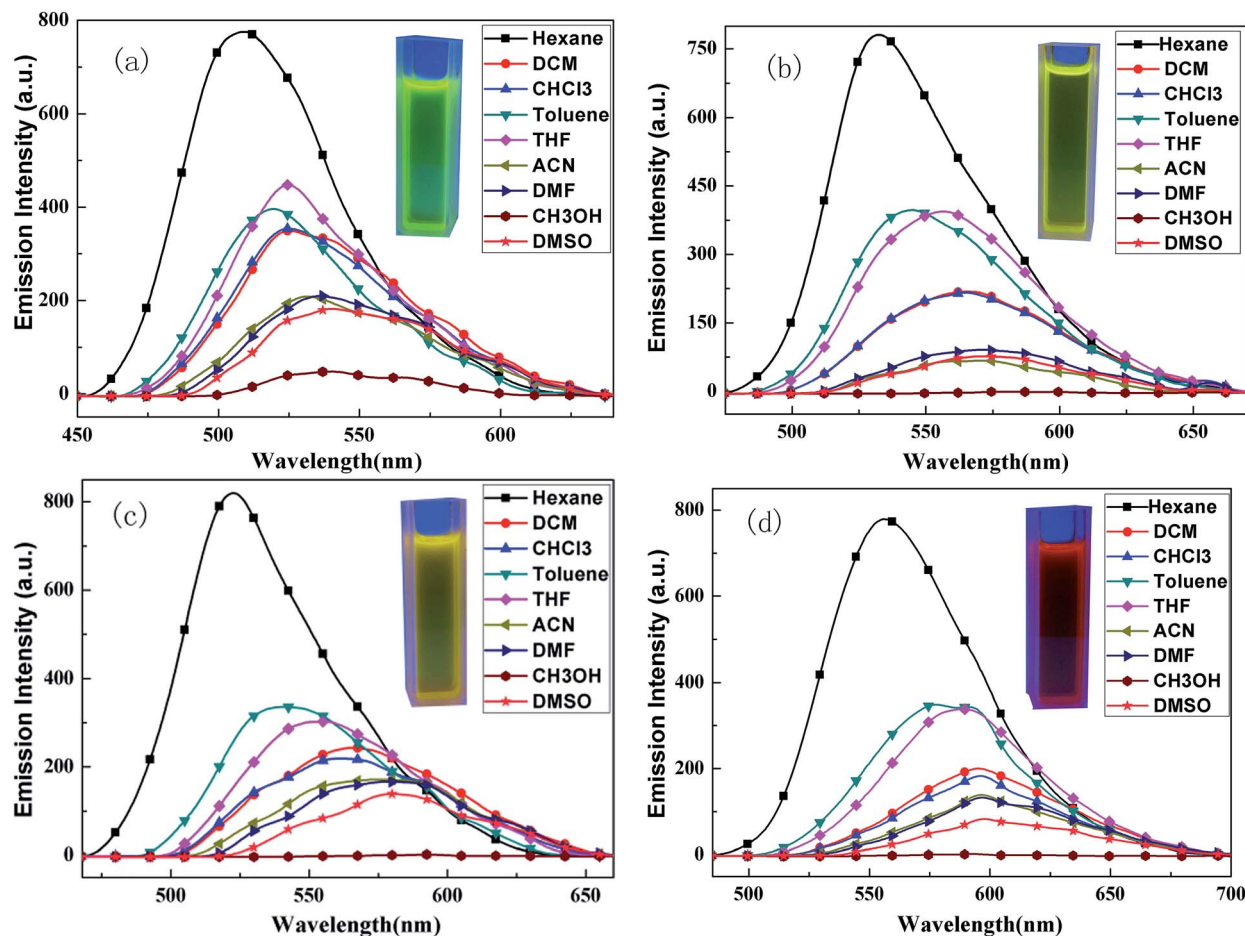 (a)
Emission Intensity (a.u.)
800
600
400
200
0
450
500
550
600
Wavelength(nm)
Hexane
DCM
CHCl3
Toluene
THF
ACN
DMF
CH3OH
DMSO
(b)
Emission Intensity (a.u.)
750
600
450
300
150
0
500
550
600
650
Wavelength(nm)
Hexane
DCM
CHCl3
Toluene
THF
ACN
DMF
CH3OH
DMSO
(c)
Emission Intensity (a.u.)
800
600
400
200
0
500
550
600
650
Wavelength(nm)
Hexane
DCM
CHCl3
Toluene
THF
ACN
DMF
CH3OH
DMSO
(d)
Emission Intensity (a.u.)
800
600
400
200
0
500
550
600
650
700
Wavelength(nm)
Hexane
DCM
CHCl3
Toluene
THF
ACN
DMF
CH3OH
DMSO